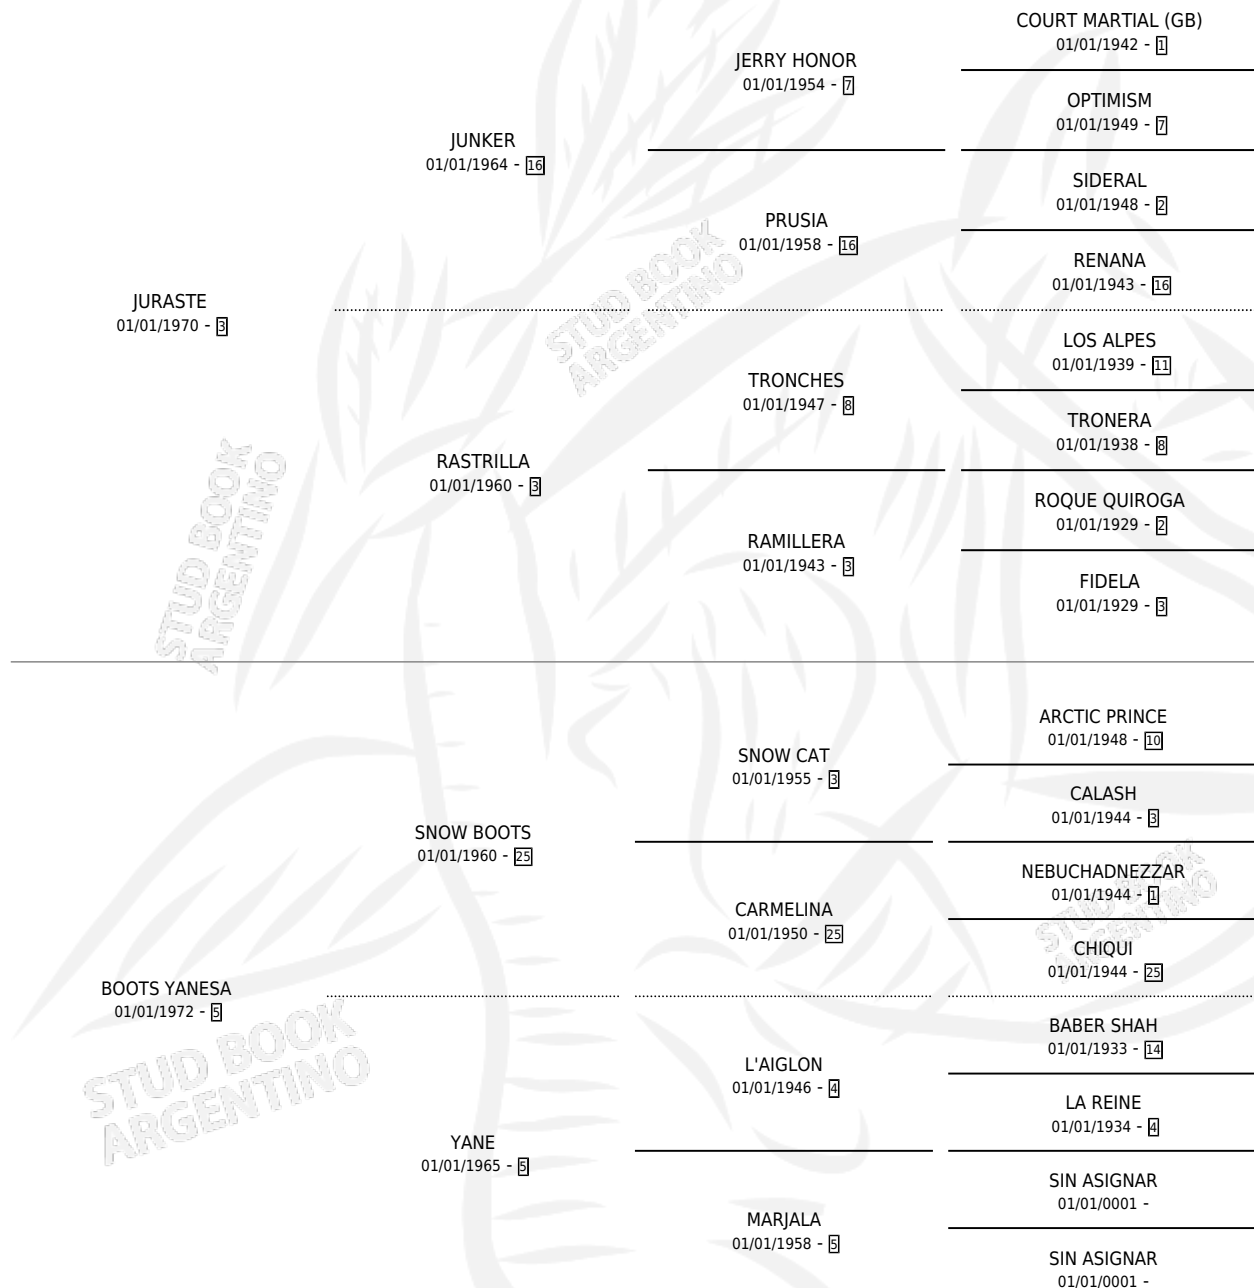 COURT MARTIAL (GB)
01/01/1942 - 1
JERRY HONOR
01/01/1954 - 7
OPTIMISM
01/01/1949 - 7
JUNKER
01/01/1964 - 16
SIDERAL
01/01/1948 - 2
PRUSIA
01/01/1958 - 16
RENANA
01/01/1943 - 16
JURASTE
01/01/1970 - 3
LOS ALPES
01/01/1939 - 11
TRONCHES
01/01/1947 - 8
TRONERA
01/01/1938 - 8
RASTRILLA
01/01/1960 - 3
ROQUE QUIROGA
01/01/1929 - 2
RAMILLERA
01/01/1943 - 3
FIDELA
01/01/1929 - 3
ARCTIC PRINCE
01/01/1948 - 10
SNOW CAT
01/01/1955 - 3
CALASH
01/01/1944 - 3
SNOW BOOTS
01/01/1960 - 25
NEBUCHADNEZZAR
01/01/1944 - 1
CARMELINA
01/01/1950 - 25
CHIQUI
01/01/1944 - 25
BOOTS YANESA
01/01/1972 - 5
BABER SHAH
01/01/1933 - 14
L'AIGLON
01/01/1946 - 4
LA REINE
01/01/1934 - 4
YANE
01/01/1965 - 5
SIN ASIGNAR
01/01/0001 -
MARJALA
01/01/1958 - 5
SIN ASIGNAR
01/01/0001 -
STUD BOOK
ARGENTINO
STUD BOOK
ARGENTINO
STUD BOOK
ARGENTINO
STUD BOOK
ARGENTINO